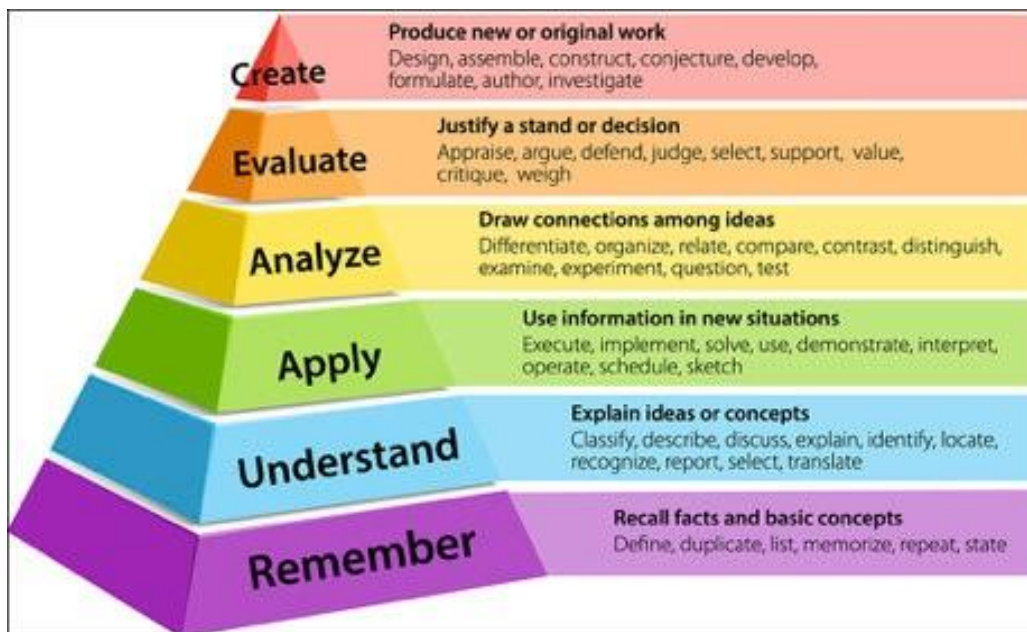 Create
Produce new or original work
Design, assemble, construct, conjecture, develop,
formulate, author, investigate
Evaluate
Justify a stand or decision
Appraise, argue, defend, judge, select, support, value,
critique, weigh
Analyze
Draw connections among ideas
Differentiate, organize, relate, compare, contrast, distinguish,
examine, experiment, question, test
Apply
Use information in new situations
Execute, implement, solve, use, demonstrate, interpret,
operate, schedule, sketch
Understand
Explain ideas or concepts
Classify, describe, discuss, explain, identify, locate,
recognize, report, select, translate
Remember
Recall facts and basic concepts
Define, duplicate, list, memorize, repeat, state